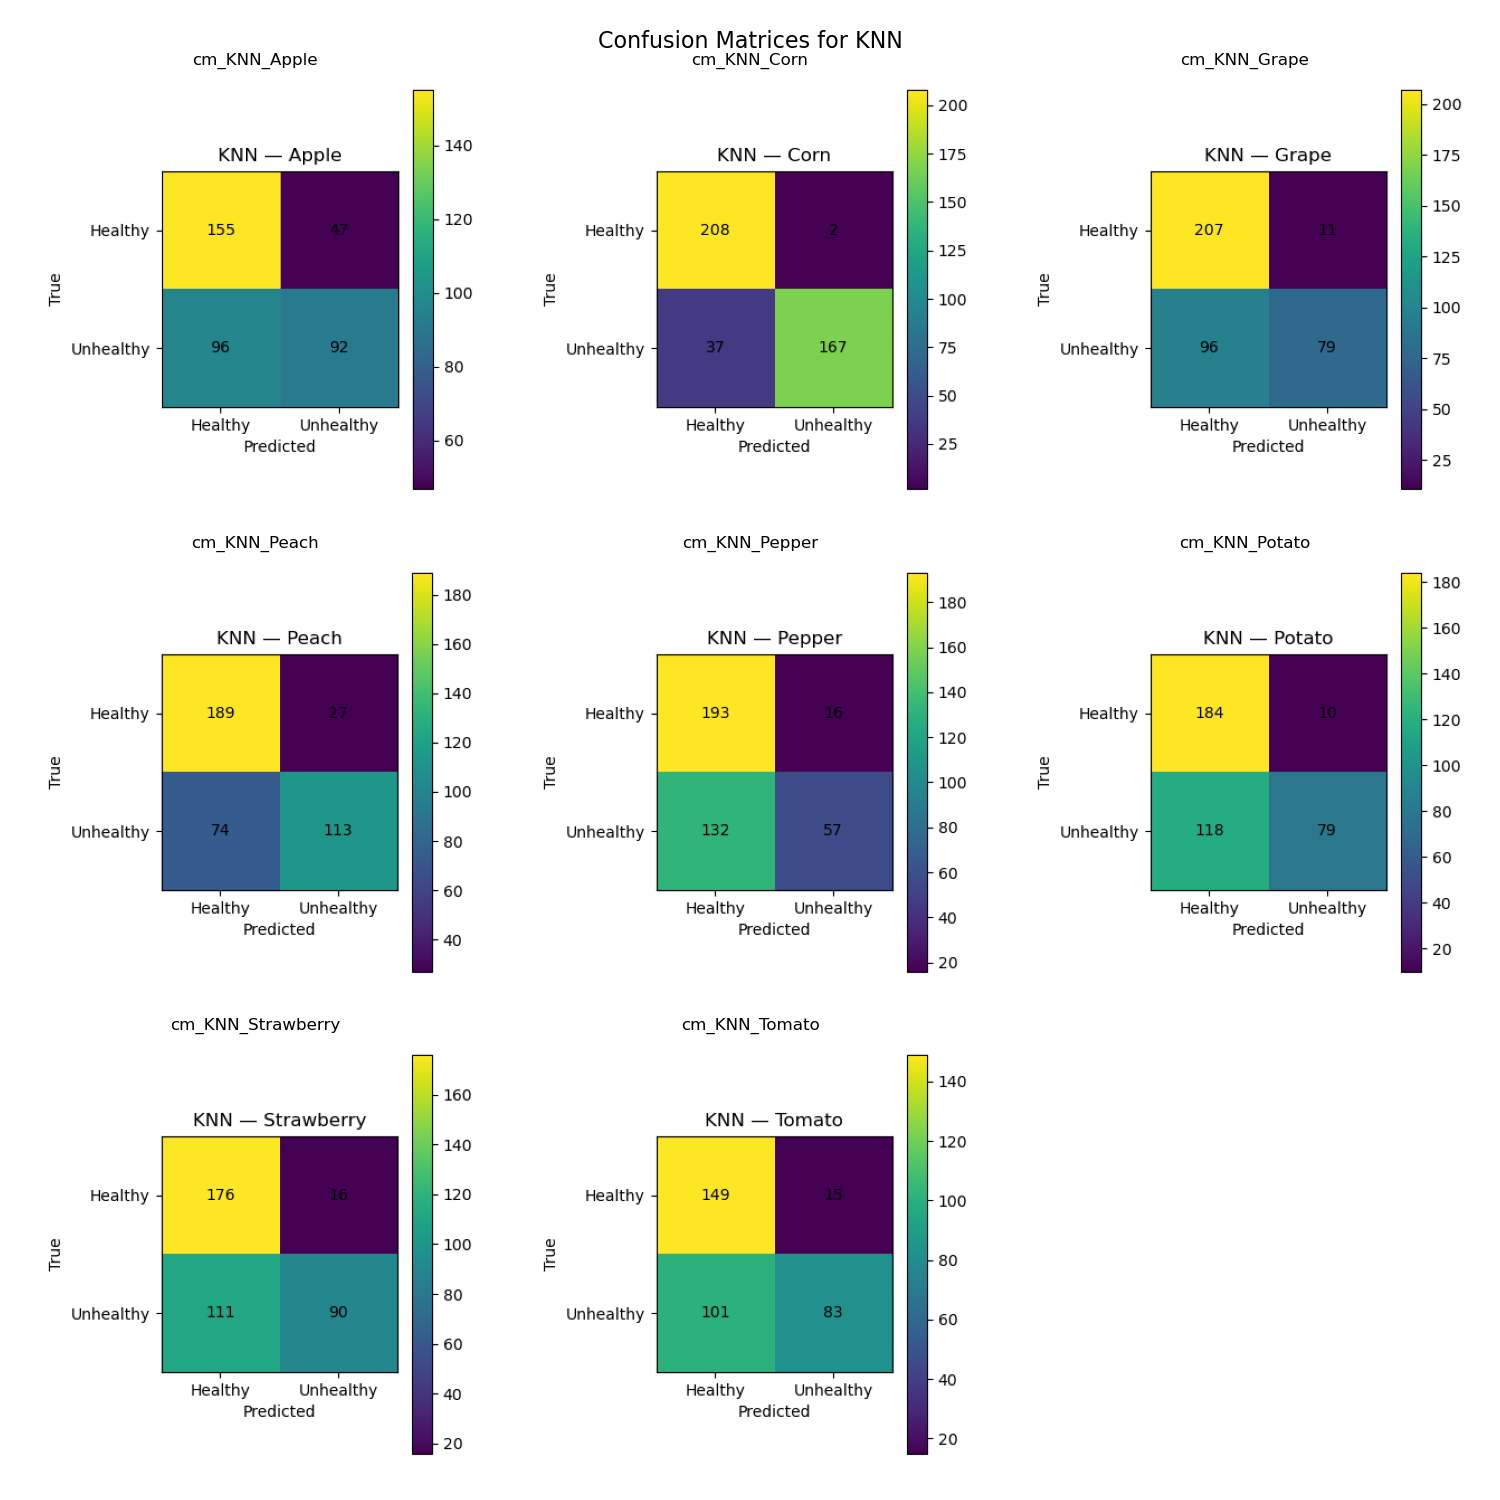 Confusion Matrices for KNN
cm_KNN_Apple
KNN — Apple
Healthy
Unhealthy
True
155
47
96
92
Healthy
Unhealthy
Predicted
140
120
100
80
60
cm_KNN_Corn
KNN — Corn
Healthy
Unhealthy
True
208
2
37
167
Healthy
Unhealthy
Predicted
200
175
150
125
100
75
50
25
cm_KNN_Grape
KNN — Grape
Healthy
Unhealthy
True
207
11
96
79
Healthy
Unhealthy
Predicted
200
175
150
125
100
75
50
25
cm_KNN_Peach
KNN — Peach
Healthy
Unhealthy
True
189
27
74
113
Healthy
Unhealthy
Predicted
180
160
140
120
100
80
60
40
cm_KNN_Pepper
KNN — Pepper
Healthy
Unhealthy
True
193
16
132
57
Healthy
Unhealthy
Predicted
180
160
140
120
100
80
60
40
20
cm_KNN_Potato
KNN — Potato
Healthy
Unhealthy
True
184
10
118
79
Healthy
Unhealthy
Predicted
180
160
140
120
100
80
60
40
20
cm_KNN_Strawberry
KNN — Strawberry
Healthy
Unhealthy
True
176
16
111
90
Healthy
Unhealthy
Predicted
160
140
120
100
80
60
40
20
cm_KNN_Tomato
KNN — Tomato
Healthy
Unhealthy
True
149
15
101
83
Healthy
Unhealthy
Predicted
140
120
100
80
60
40
20